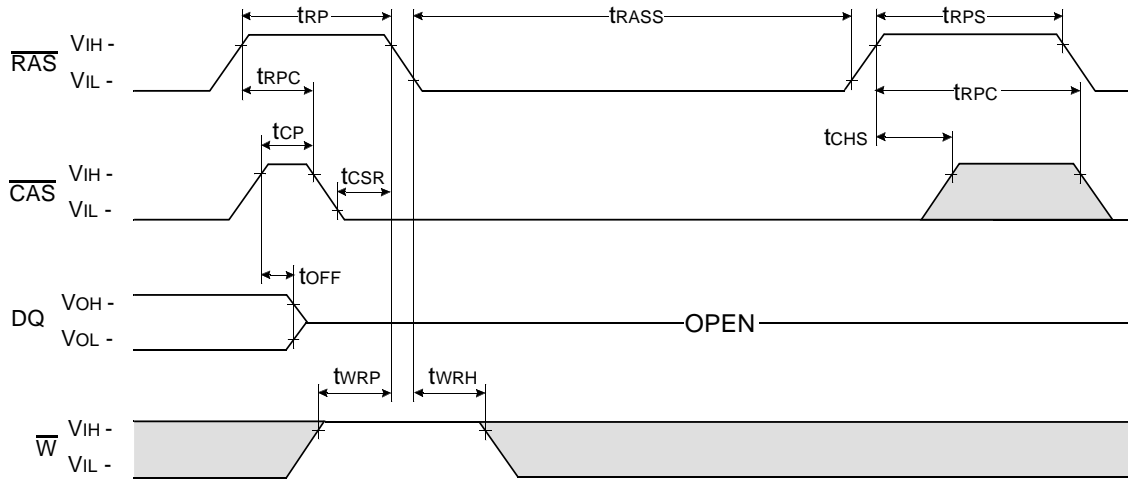 tRP tRASS tRPS
RAS VIH -
VIL -
tRPC tRPC
tCP tCHS
CAS VIH -
tCSR
VIL -
tOFF
DQ VOH -
OPEN
VOL -
tWRP tWRH
W VIH -
VIL -